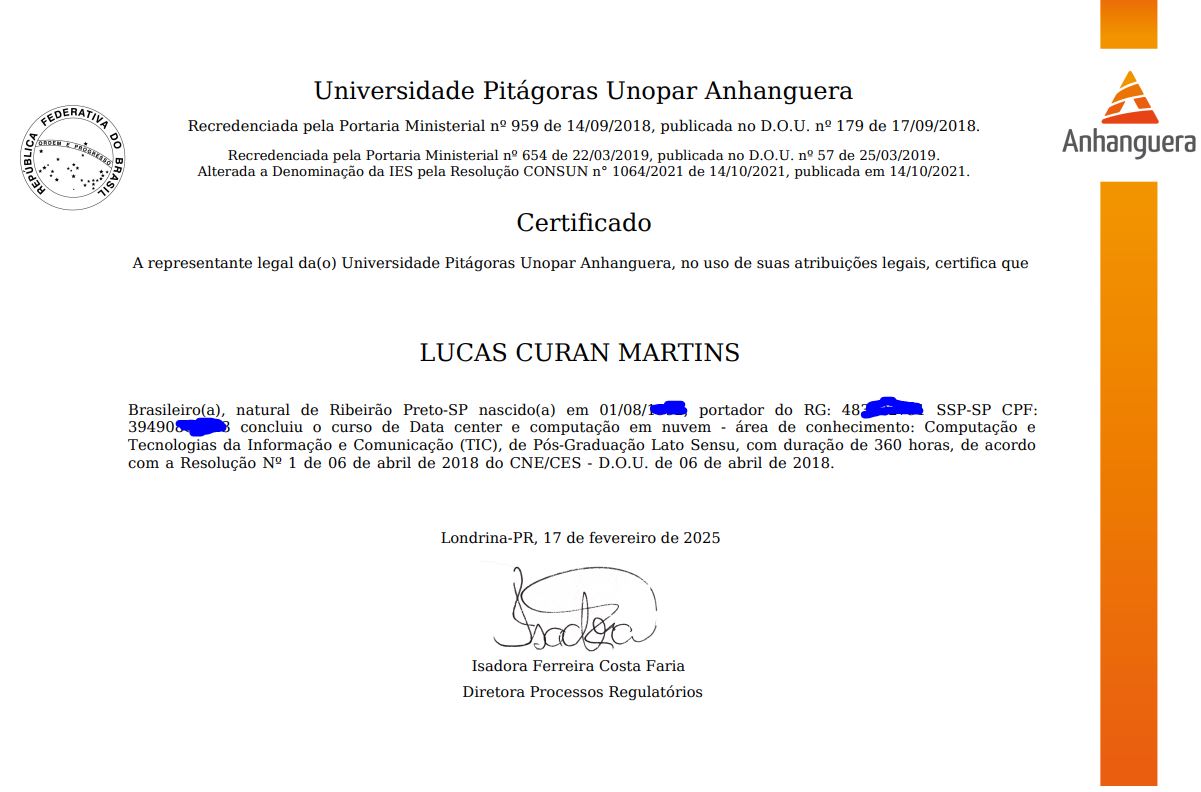 Universidade Pitágoras Unopar Anhanguera
Recredenciada pela Portaria Ministerial nº 959 de 14/09/2018, publicada no D.O.U. nº 179 de 17/09/2018.
REPÚBLICA FEDERATIVA DO BRASIL
ORDEM E PROGRESSO
Anhanguera
Recredenciada pela Portaria Ministerial nº 654 de 22/03/2019, publicada no D.O.U. nº 57 de 25/03/2019.
Alterada a Denominação da IES pela Resolução CONSUN n° 1064/2021 de 14/10/2021, publicada em 14/10/2021.
Certificado
A representante legal da(o) Universidade Pitágoras Unopar Anhanguera, no uso de suas atribuições legais, certifica que
LUCAS CURAN MARTINS
Brasileiro(a), natural de Ribeirão Preto-SP nascido(a) em 01/08/ portador do RG: SSP-SP CPF:
concluiu o curso de Data center e computação em nuvem - área de conhecimento: Computação e
Tecnologias da Informação e Comunicação (TIC), de Pós-Graduação Lato Sensu, com duração de 360 horas, de acordo
com a Resolução Nº 1 de 06 de abril de 2018 do CNE/CES - D.O.U. de 06 de abril de 2018.
Londrina-PR, 17 de fevereiro de 2025
Isadora
Isadora Ferreira Costa Faria
Diretora Processos Regulatórios